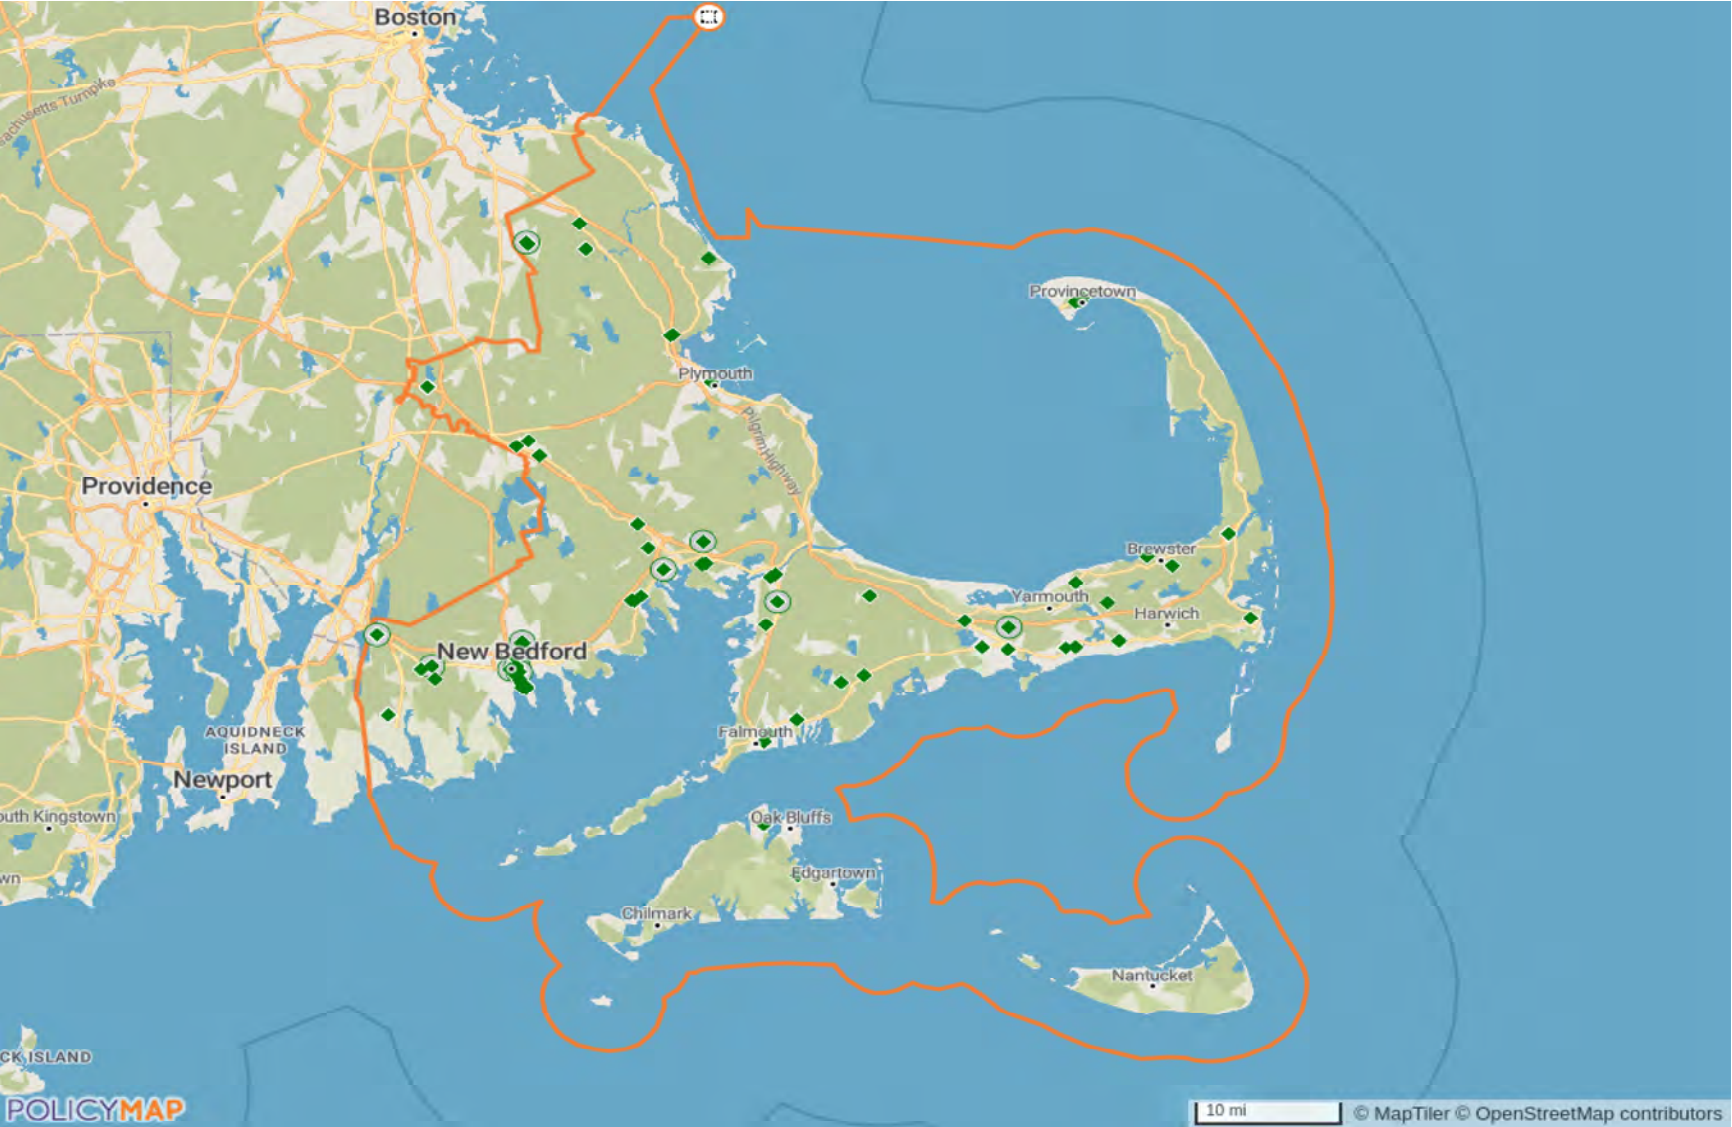 Boston
Massachusetts Turnpike
Provincetown
Plymouth
Pilgrim Highway
Providence
Brewster
Yarmouth
Harwich
New Bedford
AQUIDNECK
ISLAND
Falmouth
Newport
outh Kingstown
Oak Bluffs
wn
Edgartown
Chilmark
Nantucket
CK ISLAND
POLICYMAP
10 mi
© MapTiler © OpenStreetMap contributors